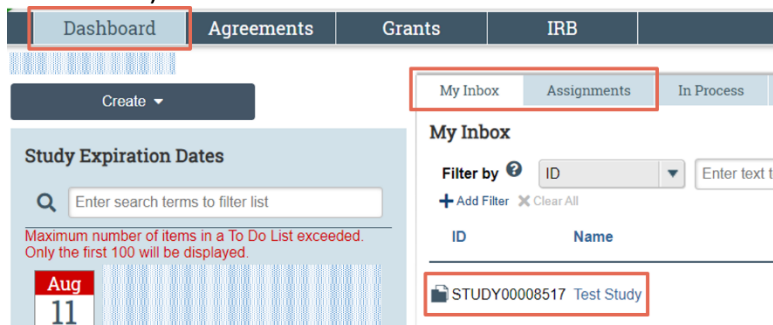 Dashboard Agreements Grants IRB
Create
My Inbox Assignments In Process
Study Expiration Dates
Enter search terms to filter list
Maximum number of items in a To Do List exceeded.
Only the first 100 will be displayed.
Aug
11
My Inbox
Filter by ? ID Enter text t
Add Filter Clear All
ID Name
STUDY00008517 Test Study